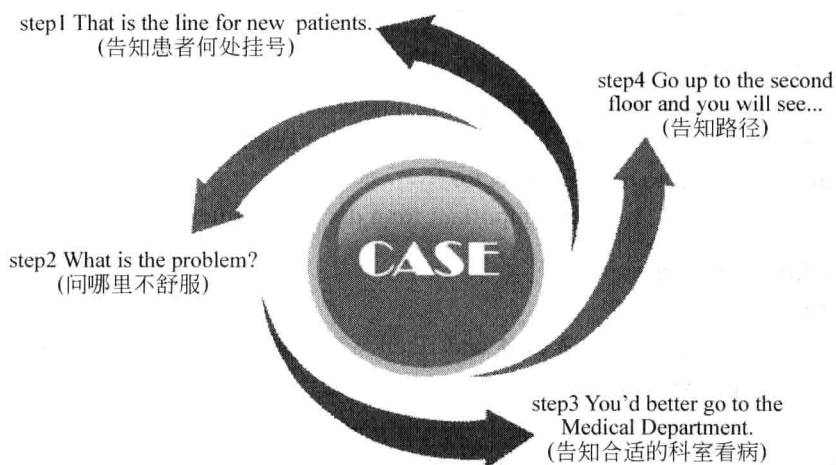 step1 That is the line for new patients.
(告知患者何处挂号)
step2 What is the problem?
(问哪里不舒服)
step3 You'd better go to the
Medical Department.
(告知合适的科室看病)
step4 Go up to the second
floor and you will see...
(告知路径)
CASE